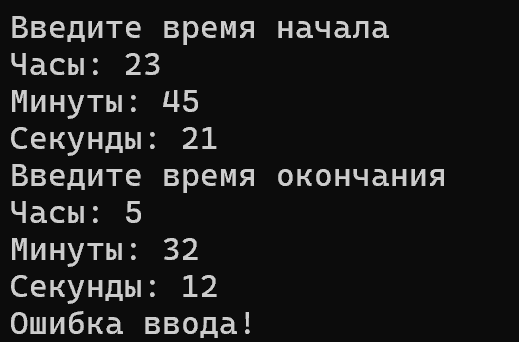 Введите время начала
Часы: 23
Минуты: 45
Секунды: 21
Введите время окончания
Часы: 5
Минуты: 32
Секунды: 12
Ошибка ввода!